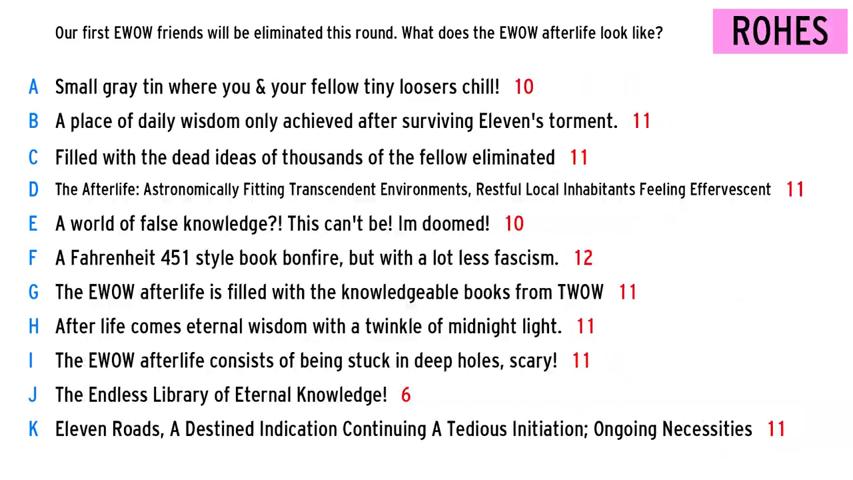 Our first EWOW friends will be eliminated this round. What does the EWOW afterlife look like?
ROHES
A Small gray tin where you & your fellow tiny loosers chill! 10
B A place of daily wisdom only achieved after surviving Eleven's torment. 11
C Filled with the dead ideas of thousands of the fellow eliminated 11
D The Afterlife: Astronomically Fitting Transcendent Environments, Restful Local Inhabitants Feeling Effervescent 11
E A world of false knowledge?! This can't be! Im doomed! 10
F A Fahrenheit 451 style book bonfire, but with a lot less fascism. 12
G The EWOW afterlife is filled with the knowledgeable books from TWOW 11
H After life comes eternal wisdom with a twinkle of midnight light. 11
I The EWOW afterlife consists of being stuck in deep holes, scary! 11
J The Endless Library of Eternal Knowledge! 6
K Eleven Roads, A Destined Indication Continuing A Tedious Initiation; Ongoing Necessities 11